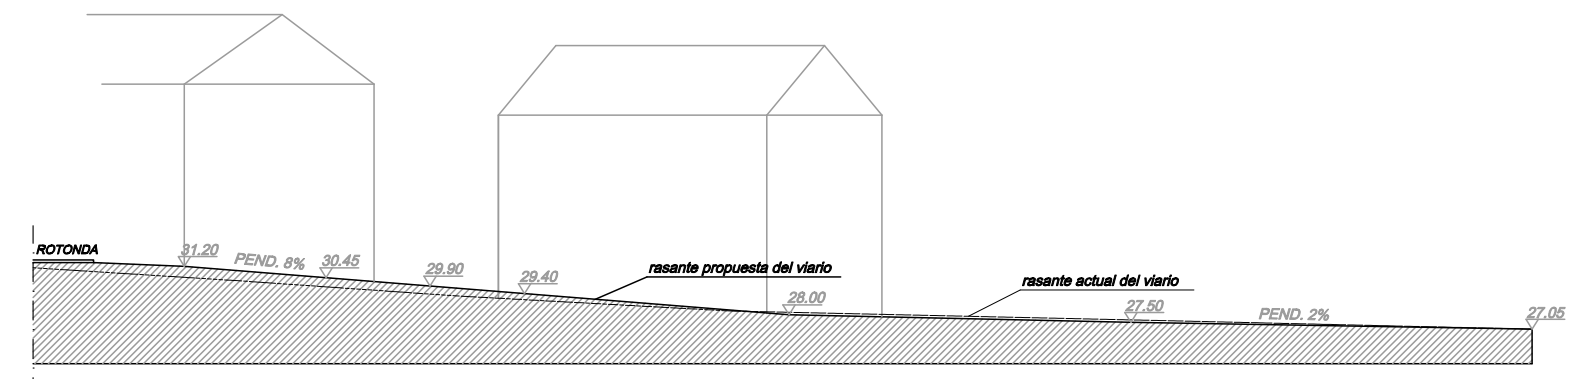 ROTONDA
31.20
PEND. 8%
30.45
29.90
29.40
rasante propuesta del viario
28.00
rasante actual del viario
27.50
PEND. 2%
27.05